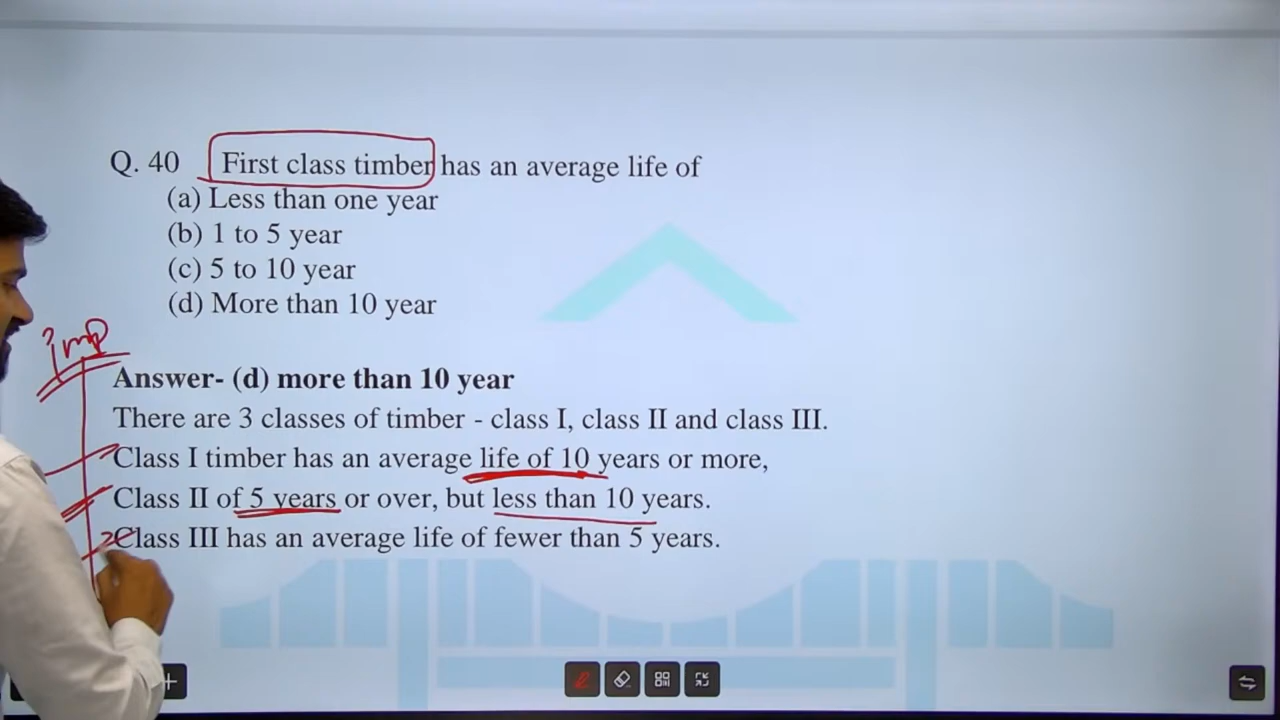 Q. 40 First class timber has an average life of
(a) Less than one year
(b) 1 to 5 year
(c) 5 to 10 year
(d) More than 10 year
imp
Answer- (d) more than 10 year
There are 3 classes of timber - class I, class II and class III.
Class I timber has an average life of 10 years or more,
Class II of 5 years or over, but less than 10 years.
Class III has an average life of fewer than 5 years.